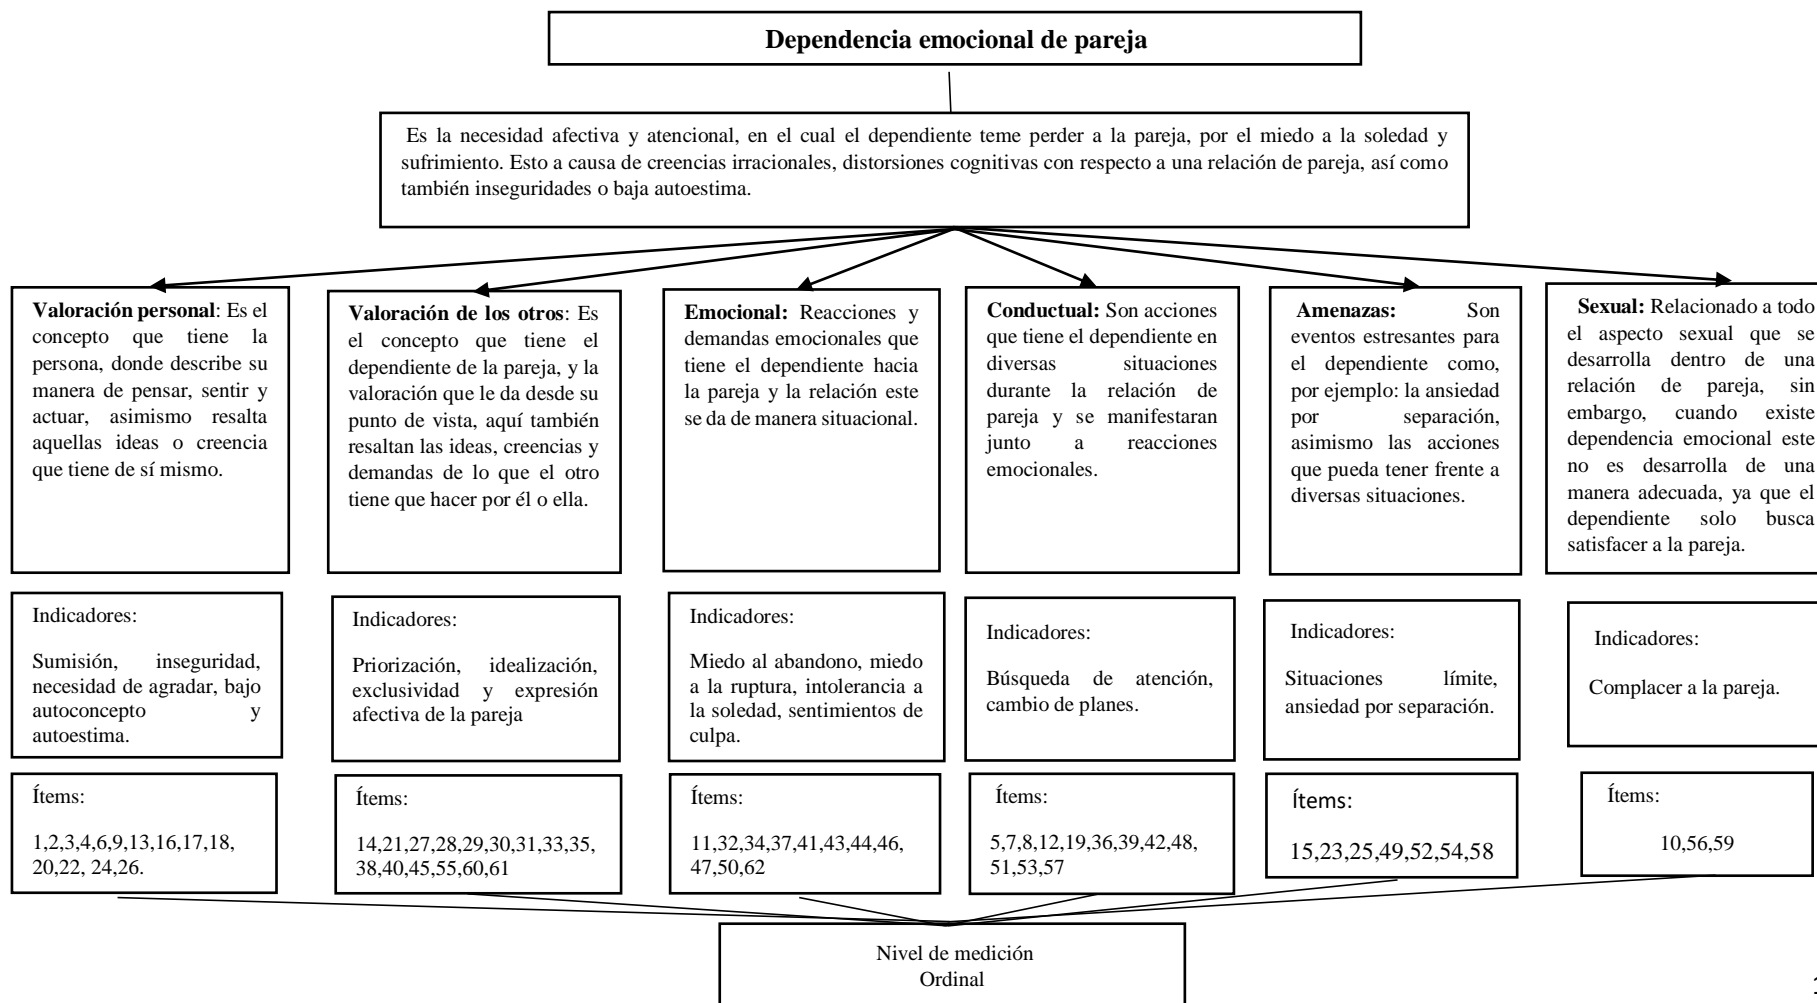 Dependencia emocional de pareja
Es la necesidad afectiva y atencional, en el cual el dependiente teme perder a la pareja, por el miedo a la soledad y
sufrimiento. Esto a causa de creencias irracionales, distorsiones cognitivas con respecto a una relación de pareja, así como
también inseguridades o baja autoestima.
Valoración personal: Es el
concepto que tiene la
persona, donde describe su
manera de pensar, sentir y
actuar, asimismo resalta
aquellas ideas o creencia
que tiene de sí mismo.
Valoración de los otros: Es
el concepto que tiene el
dependiente de la pareja, y la
valoración que le da desde su
punto de vista, aquí también
resaltan las ideas, creencias y
demandas de lo que el otro
tiene que hacer por él o ella.
Emocional: Reacciones y
demandas emocionales que
tiene el dependiente hacia
la pareja y la relación este
se da de manera situacional.
Conductual: Son acciones
que tiene el dependiente en
diversas situaciones
durante la relación de
pareja y se manifestaran
junto a reacciones
emocionales.
Amenazas: Son
eventos estresantes para
el dependiente como,
por ejemplo: la ansiedad
por separación,
asimismo las acciones
que pueda tener frente a
diversas situaciones.
Sexual: Relacionado a todo
el aspecto sexual que se
desarrolla dentro de una
relación de pareja, sin
embargo, cuando existe
dependencia emocional este
no es desarrolla de una
manera adecuada, ya que el
dependiente solo busca
satisfacer a la pareja.
Indicadores:
Sumisión, inseguridad,
necesidad de agradar, bajo
autoconcepto y
autoestima.
Indicadores:
Priorización, idealización,
exclusividad y expresión
afectiva de la pareja
Indicadores:
Miedo al abandono, miedo
a la ruptura, intolerancia a
la soledad, sentimientos de
culpa.
Indicadores:
Búsqueda de atención,
cambio de planes.
Indicadores:
Situaciones límite,
ansiedad por separación.
Indicadores:
Complacer a la pareja.
Ítems:
1,2,3,4,6,9,13,16,17,18,
20,22, 24,26.
Ítems:
14,21,27,28,29,30,31,33,35,
38,40,45,55,60,61
Ítems:
11,32,34,37,41,43,44,46,
47,50,62
Ítems:
5,7,8,12,19,36,39,42,48,
51,53,57
Ítems:
15,23,25,49,52,54,58
Ítems:
10,56,59
Nivel de medición
Ordinal